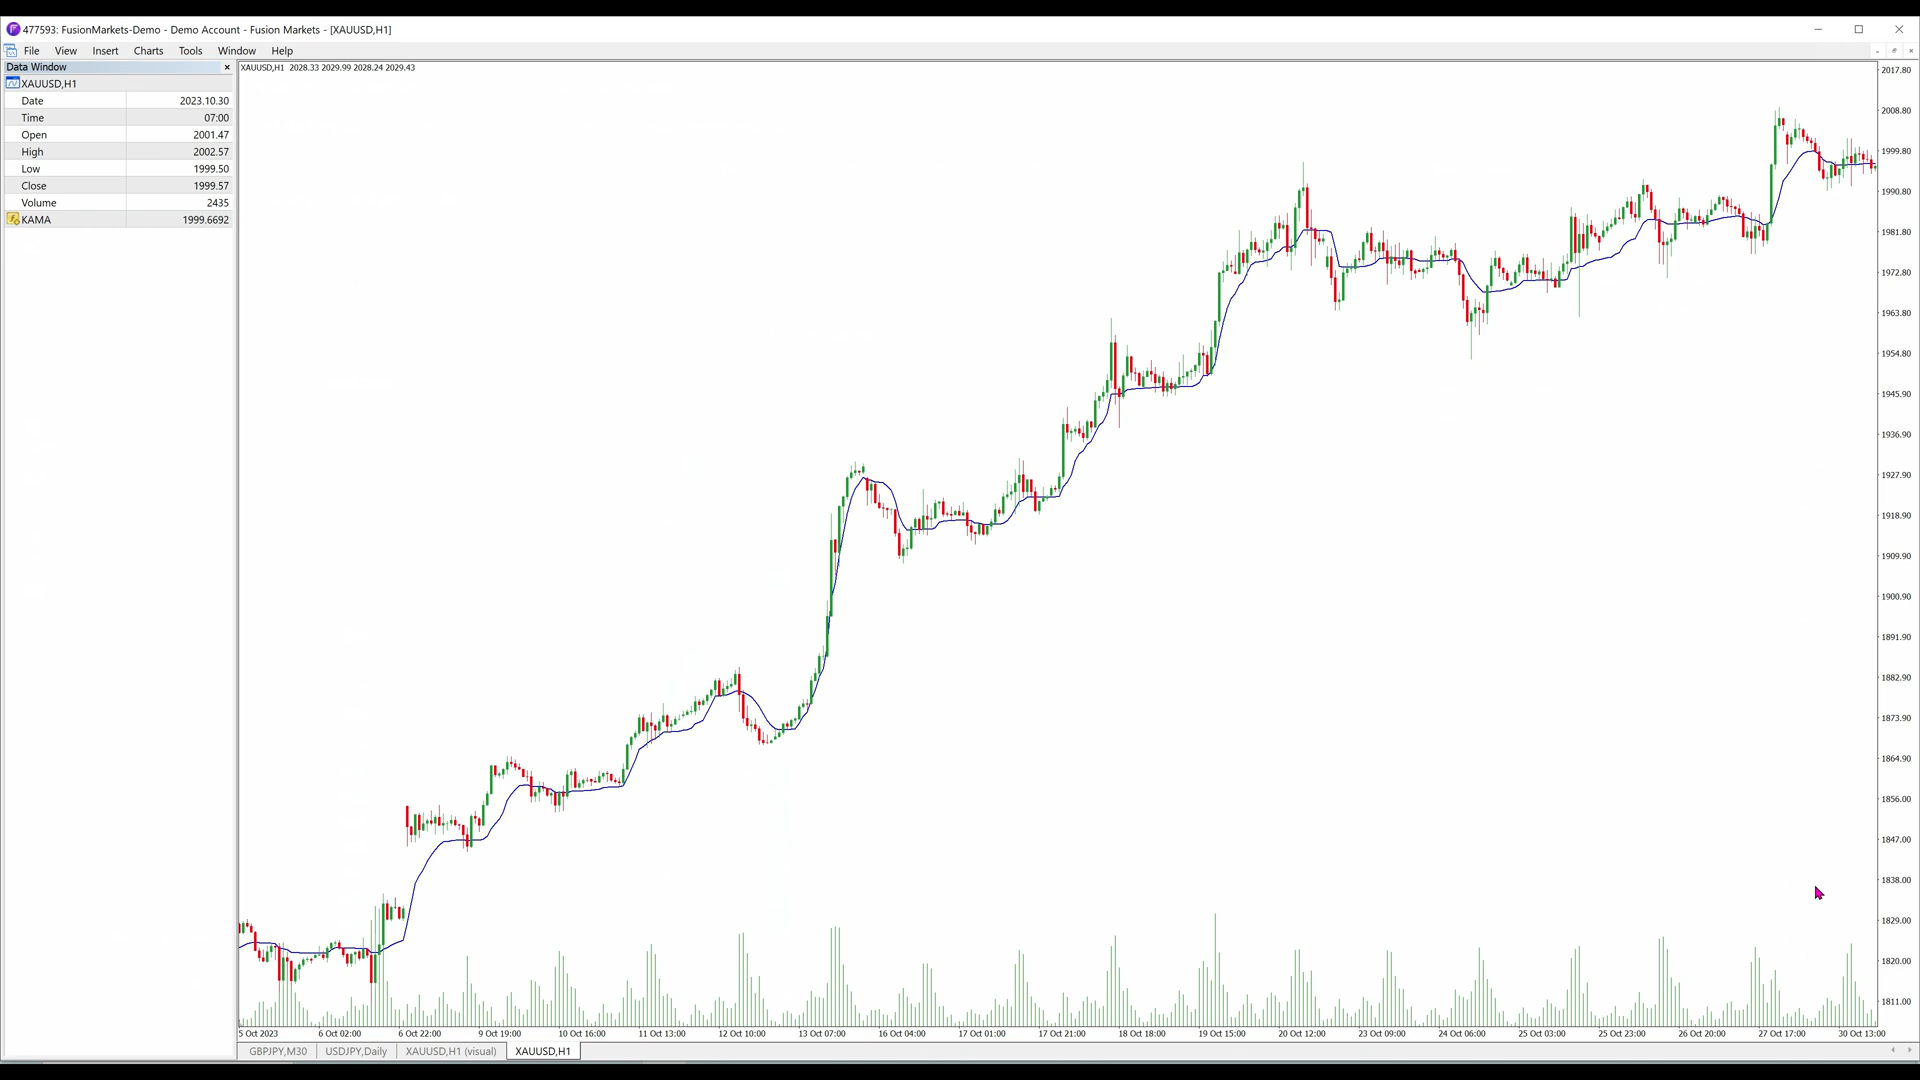 477593: FusionMarkets-Demo - Demo Account - Fusion Markets - [XAUUSD,H1]
File View Insert Charts Tools Window Help
Data Window
XAUUSD,H1 2028.33 2029.99 2028.24 2029.43
XAUUSD,H1
Date 2023.10.30
Time 07:00
Open 2001.47
High 2002.57
Low 1999.50
Close 1999.57
Volume 2435
KAMA 1999.6692
2017.80
2008.80
1999.80
1990.80
1981.80
1972.80
1963.80
1954.80
1945.90
1936.90
1927.90
1918.90
1909.90
1900.90
1891.90
1882.90
1873.90
1864.90
1856.00
1847.00
1838.00
1829.00
1820.00
1811.00
5 Oct 2023 6 Oct 02:00 6 Oct 22:00 9 Oct 19:00 10 Oct 16:00 11 Oct 13:00 12 Oct 10:00 13 Oct 07:00 16 Oct 04:00 17 Oct 01:00 17 Oct 21:00 18 Oct 18:00 19 Oct 15:00 20 Oct 12:00 23 Oct 09:00 24 Oct 06:00 25 Oct 03:00 25 Oct 23:00 26 Oct 20:00 27 Oct 17:00 30 Oct 13:00
GBPJPY,M30 USDJPY,Daily XAUUSD,H1 (visual) XAUUSD,H1